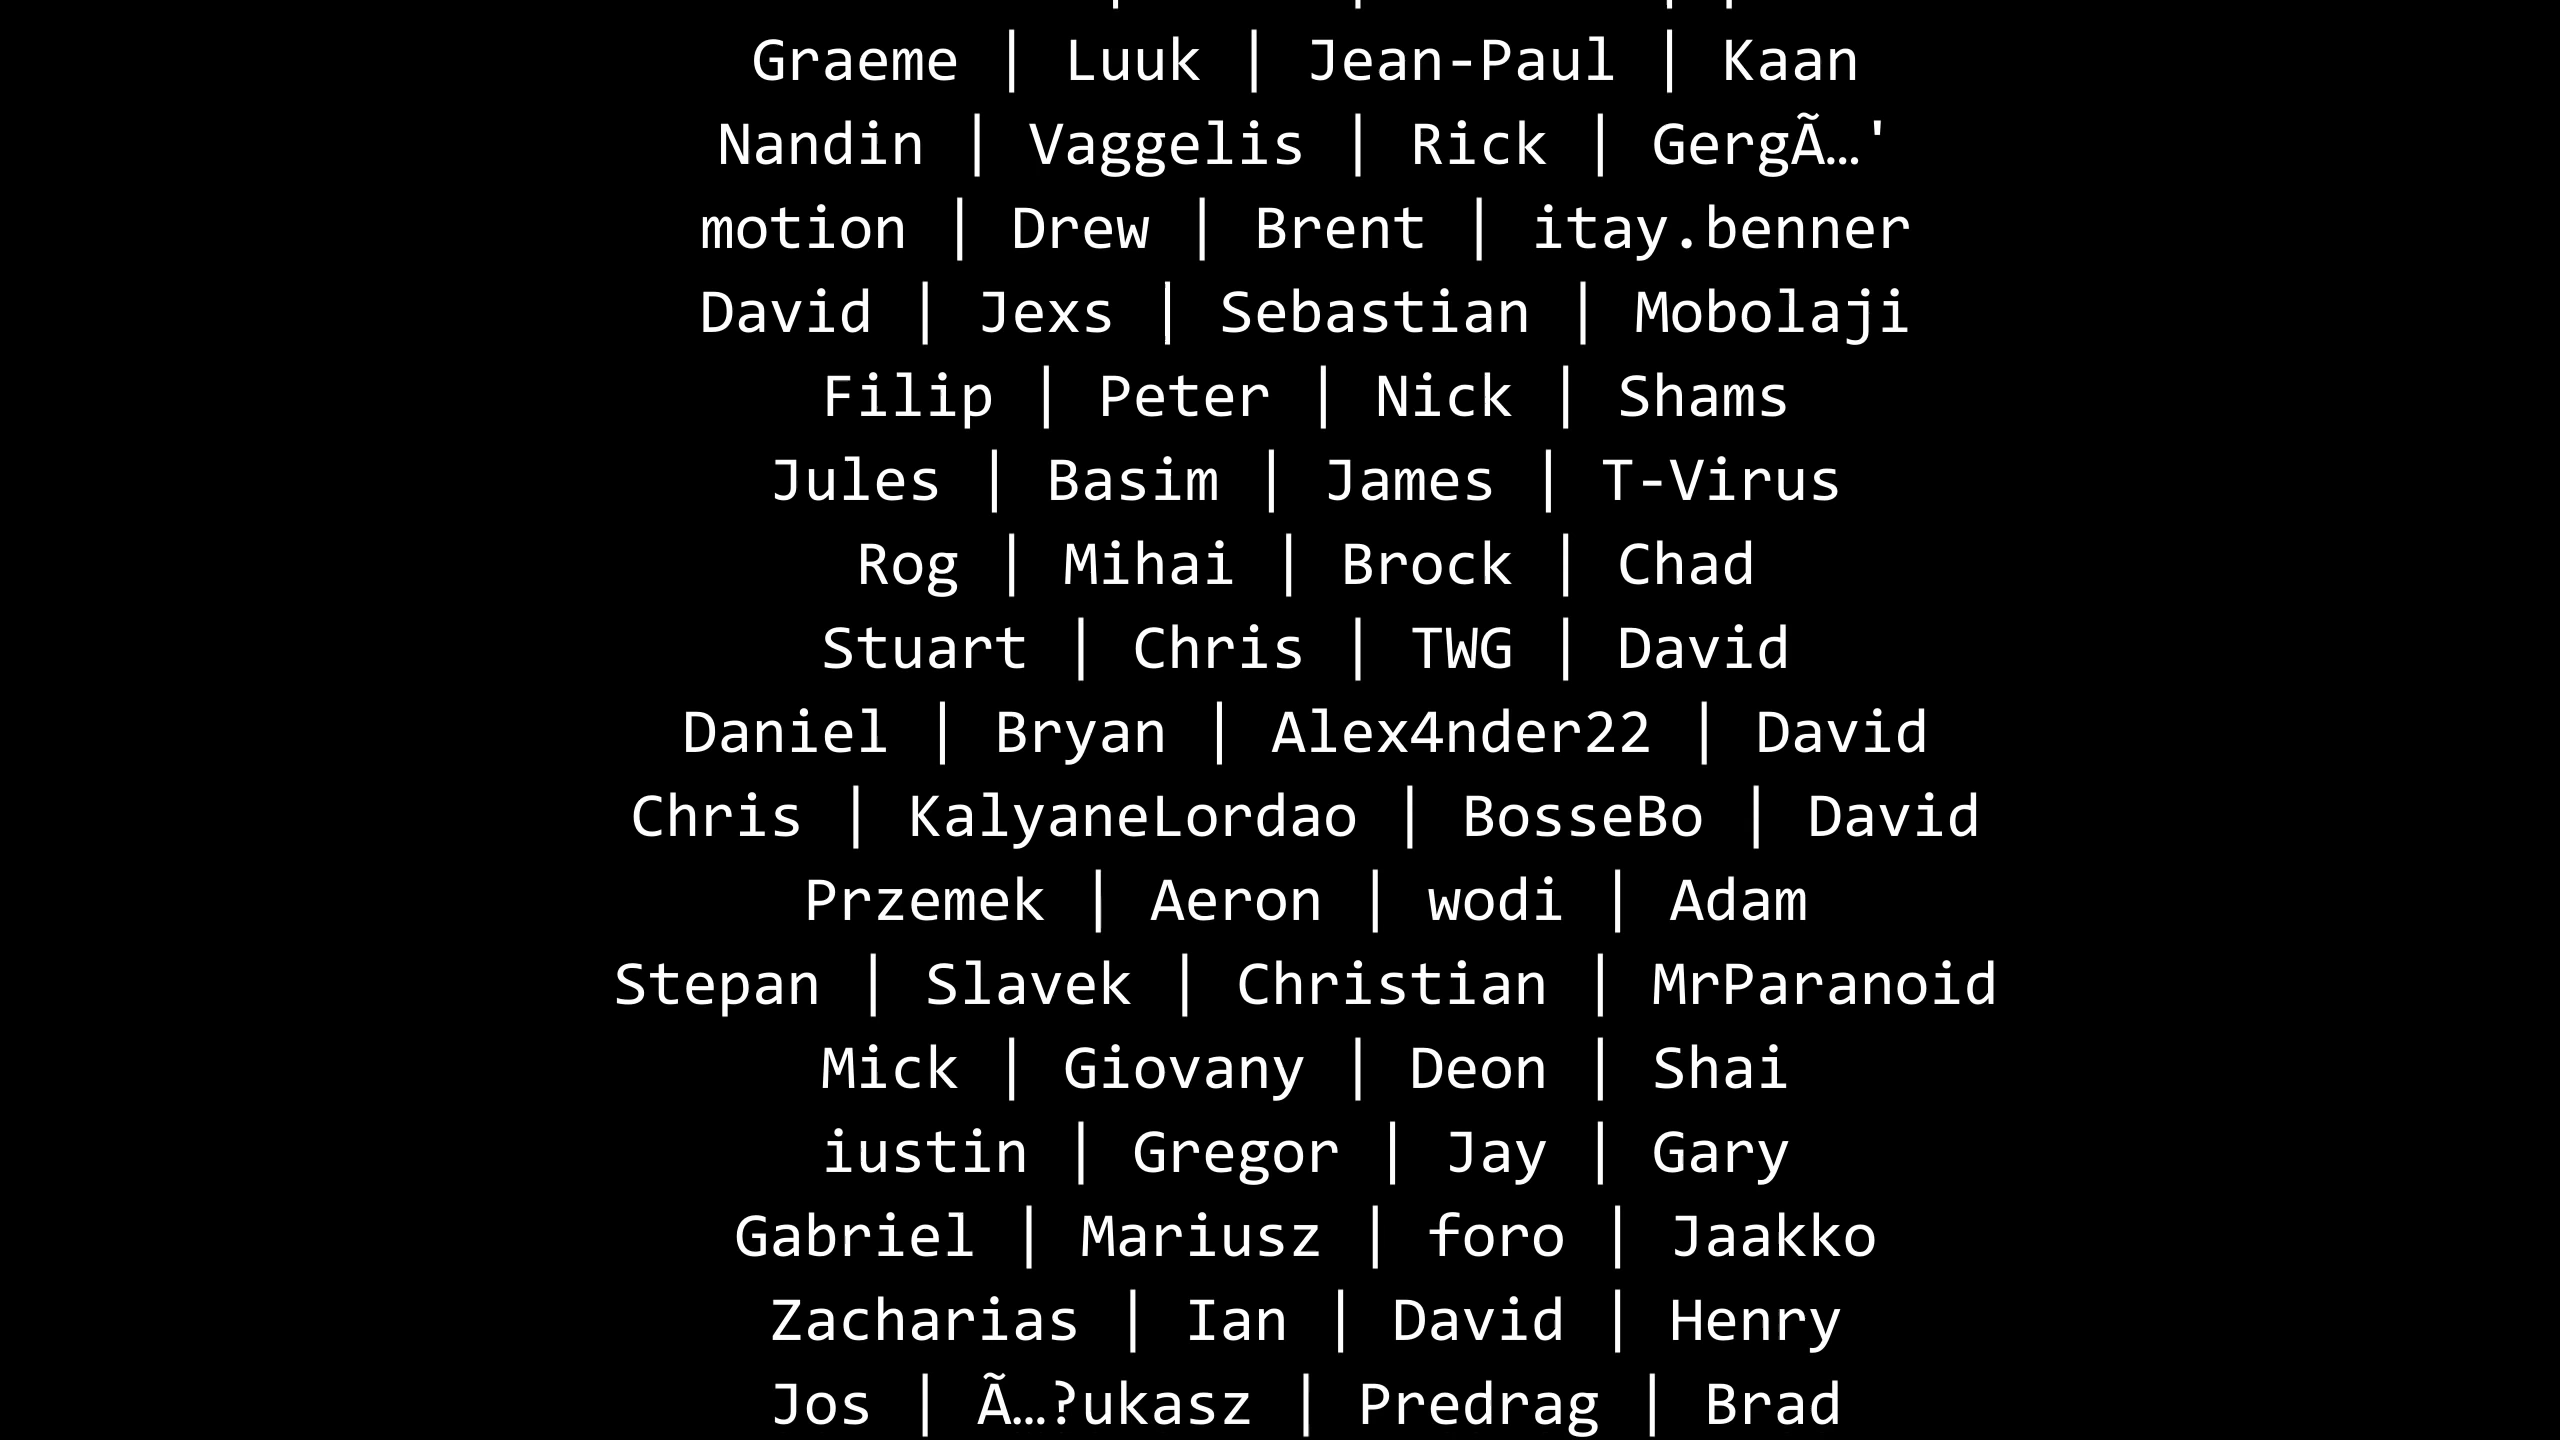 Graeme | Luuk | Jean-Paul | Kaan
Nandin | Vaggelis | Rick | GergÃ…'
motion | Drew | Brent | itay.benner
David | Jexs | Sebastian | Mobolaji
Filip | Peter | Nick | Shams
Jules | Basim | James | T-Virus
Rog | Mihai | Brock | Chad
Stuart | Chris | TWG | David
Daniel | Bryan | Alex4nder22 | David
Chris | KalyaneLordao | BosseBo | David
Przemek | Aeron | wodi | Adam
Stepan | Slavek | Christian | MrParanoid
Mick | Giovany | Deon | Shai
iustin | Gregor | Jay | Gary
Gabriel | Mariusz | foro | Jaakko
Zacharias | Ian | David | Henry
Jos | Ã…?ukasz | Predrag | Brad